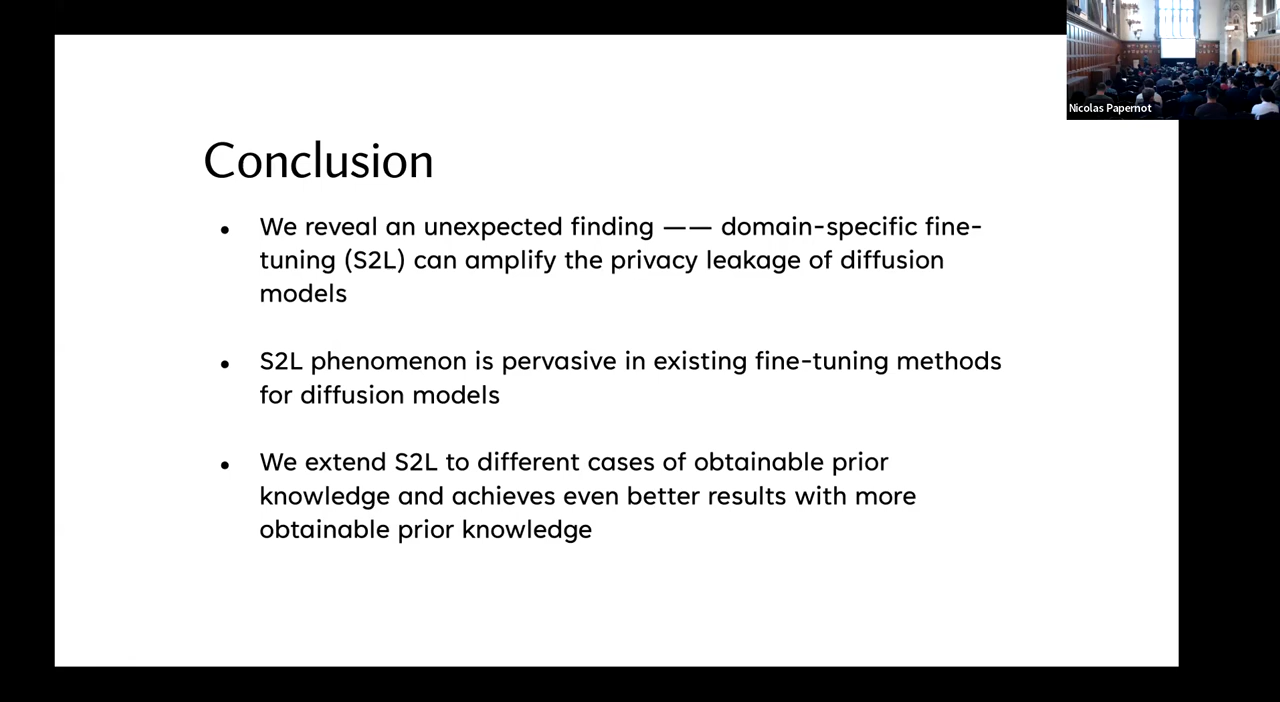 Nicolas Papernot
Conclusion
• We reveal an unexpected finding —— domain-specific fine-
tuning (S2L) can amplify the privacy leakage of diffusion
models
• S2L phenomenon is pervasive in existing fine-tuning methods
for diffusion models
• We extend S2L to different cases of obtainable prior
knowledge and achieves even better results with more
obtainable prior knowledge